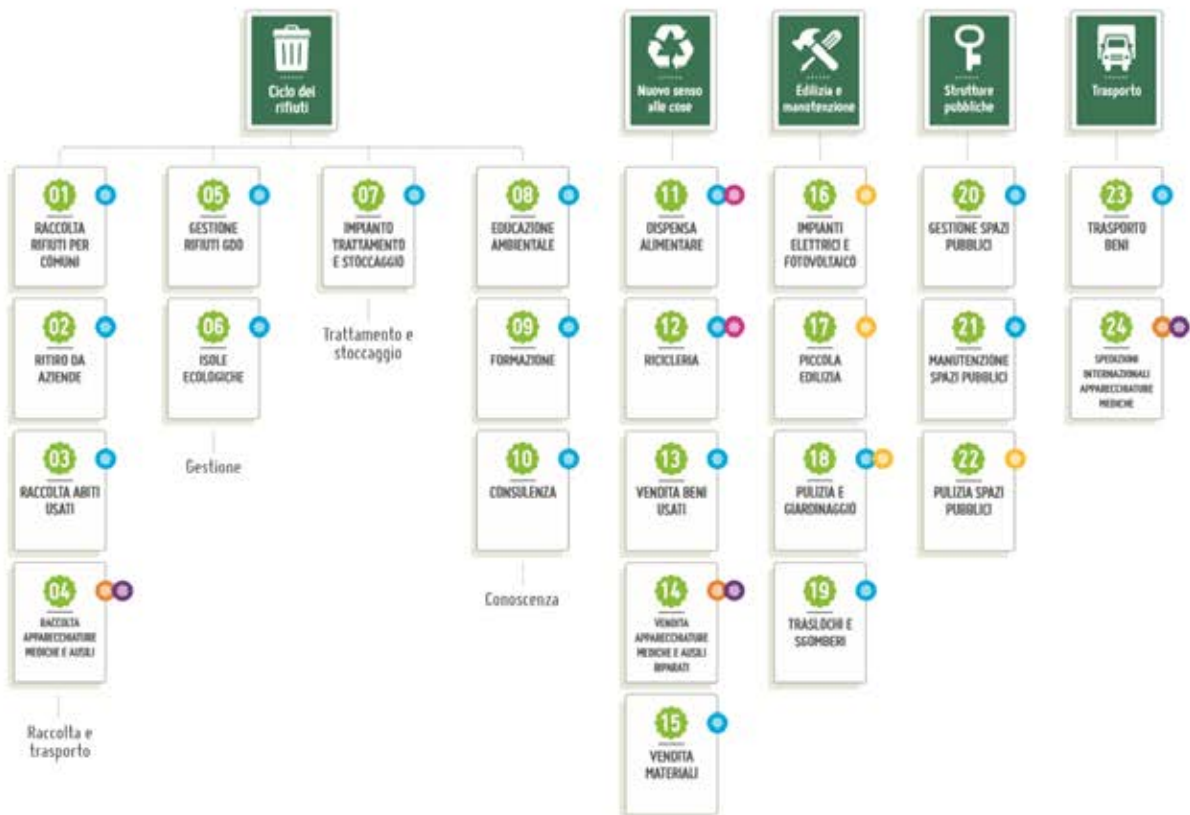 Ciclo dei
rifiuti
Nuovo senso
alle cose
Edilizia e
manutenzione
Strutture
pubbliche
Trasporto
01
RACCOLTA
RIFIUTI PER
COMUNI
02
RITIRO DA
AZIENDE
03
RACCOLTA ABITI
USATI
04
RACCOLTA
APPARECCHIATURE
MEDICHE E AUSILI
Raccolta e
trasporto
05
GESTIONE
RIFIUTI GDO
06
ISOLE
ECOLOGICHE
Gestione
07
IMPIANTO
TRATTAMENTO
E STOCCAGGIO
Trattamento e
stoccaggio
08
EDUCAZIONE
AMBIENTALE
09
FORMAZIONE
10
CONSULENZA
Conoscenza
11
DISPENSA
ALIMENTARE
12
RICICLERIA
13
VENDITA BENI
USATI
14
VENDITA
APPARECCHIATURE
MEDICHE E AUSILI
RIPARATI
15
VENDITA
MATERIALI
16
IMPIANTI
ELETTRICI E
FOTOVOLTAICO
17
PICCOLA
EDILIZIA
18
PULIZIA E
GIARDINAGGIO
19
TRASLOCHI E
SGOMBERI
20
GESTIONE SPAZI
PUBBLICI
21
MANUTENZIONE
SPAZI PUBBLICI
22
PULIZIA SPAZI
PUBBLICI
23
TRASPORTO
BENI
24
SPEDIZIONI
INTERNAZIONALI
APPARECCHIATURE
MEDICHE